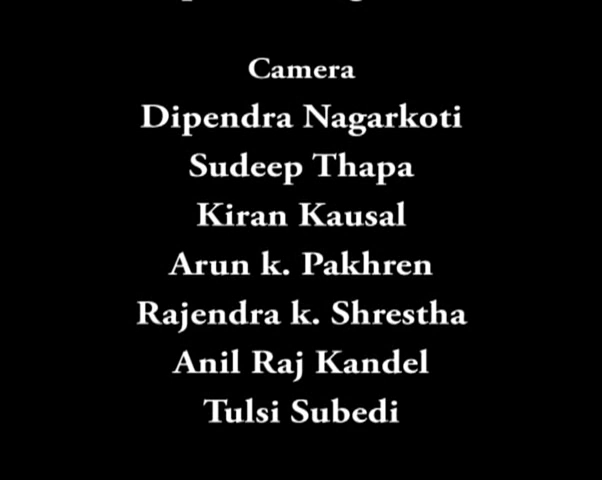 Camera
Dipendra Nagarkoti
Sudeep Thapa
Kiran Kausal
Arun k. Pakhren
Rajendra k. Shrestha
Anil Raj Kandel
Tulsi Subedi